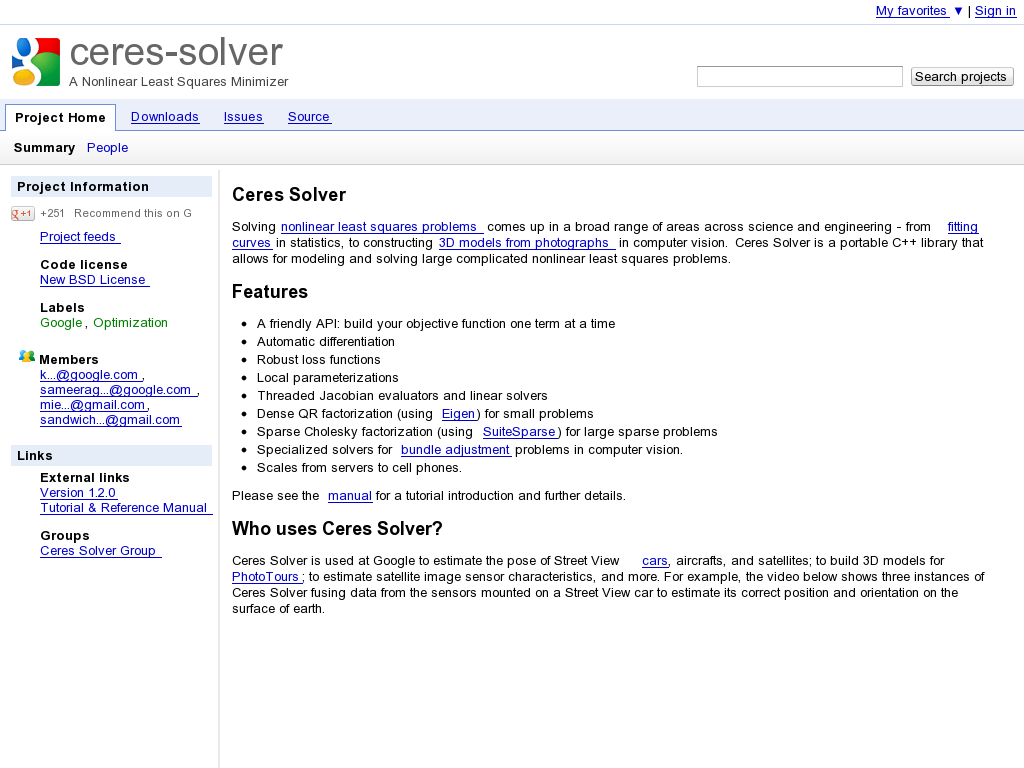 My favorites ▼ | Sign in
ceres-solver
A Nonlinear Least Squares Minimizer
Search projects
Project Home Downloads Issues Source
Summary People
Project Information
g +1 +251 Recommend this on G
Project feeds
Code license
New BSD License
Labels
Google, Optimization
Members
k...@google.com,
sameerag...@google.com,
mie...@gmail.com,
sandwich...@gmail.com
Links
External links
Version 1.2.0
Tutorial & Reference Manual
Groups
Ceres Solver Group
Ceres Solver
Solving nonlinear least squares problems comes up in a broad range of areas across science and engineering - from fitting
curves in statistics, to constructing 3D models from photographs in computer vision. Ceres Solver is a portable C++ library that
allows for modeling and solving large complicated nonlinear least squares problems.
Features
• A friendly API: build your objective function one term at a time
• Automatic differentiation
• Robust loss functions
• Local parameterizations
• Threaded Jacobian evaluators and linear solvers
• Dense QR factorization (using Eigen) for small problems
• Sparse Cholesky factorization (using SuiteSparse) for large sparse problems
• Specialized solvers for bundle adjustment problems in computer vision.
• Scales from servers to cell phones.
Please see the manual for a tutorial introduction and further details.
Who uses Ceres Solver?
Ceres Solver is used at Google to estimate the pose of Street View cars, aircrafts, and satellites; to build 3D models for
PhotoTours; to estimate satellite image sensor characteristics, and more. For example, the video below shows three instances of
Ceres Solver fusing data from the sensors mounted on a Street View car to estimate its correct position and orientation on the
surface of earth.